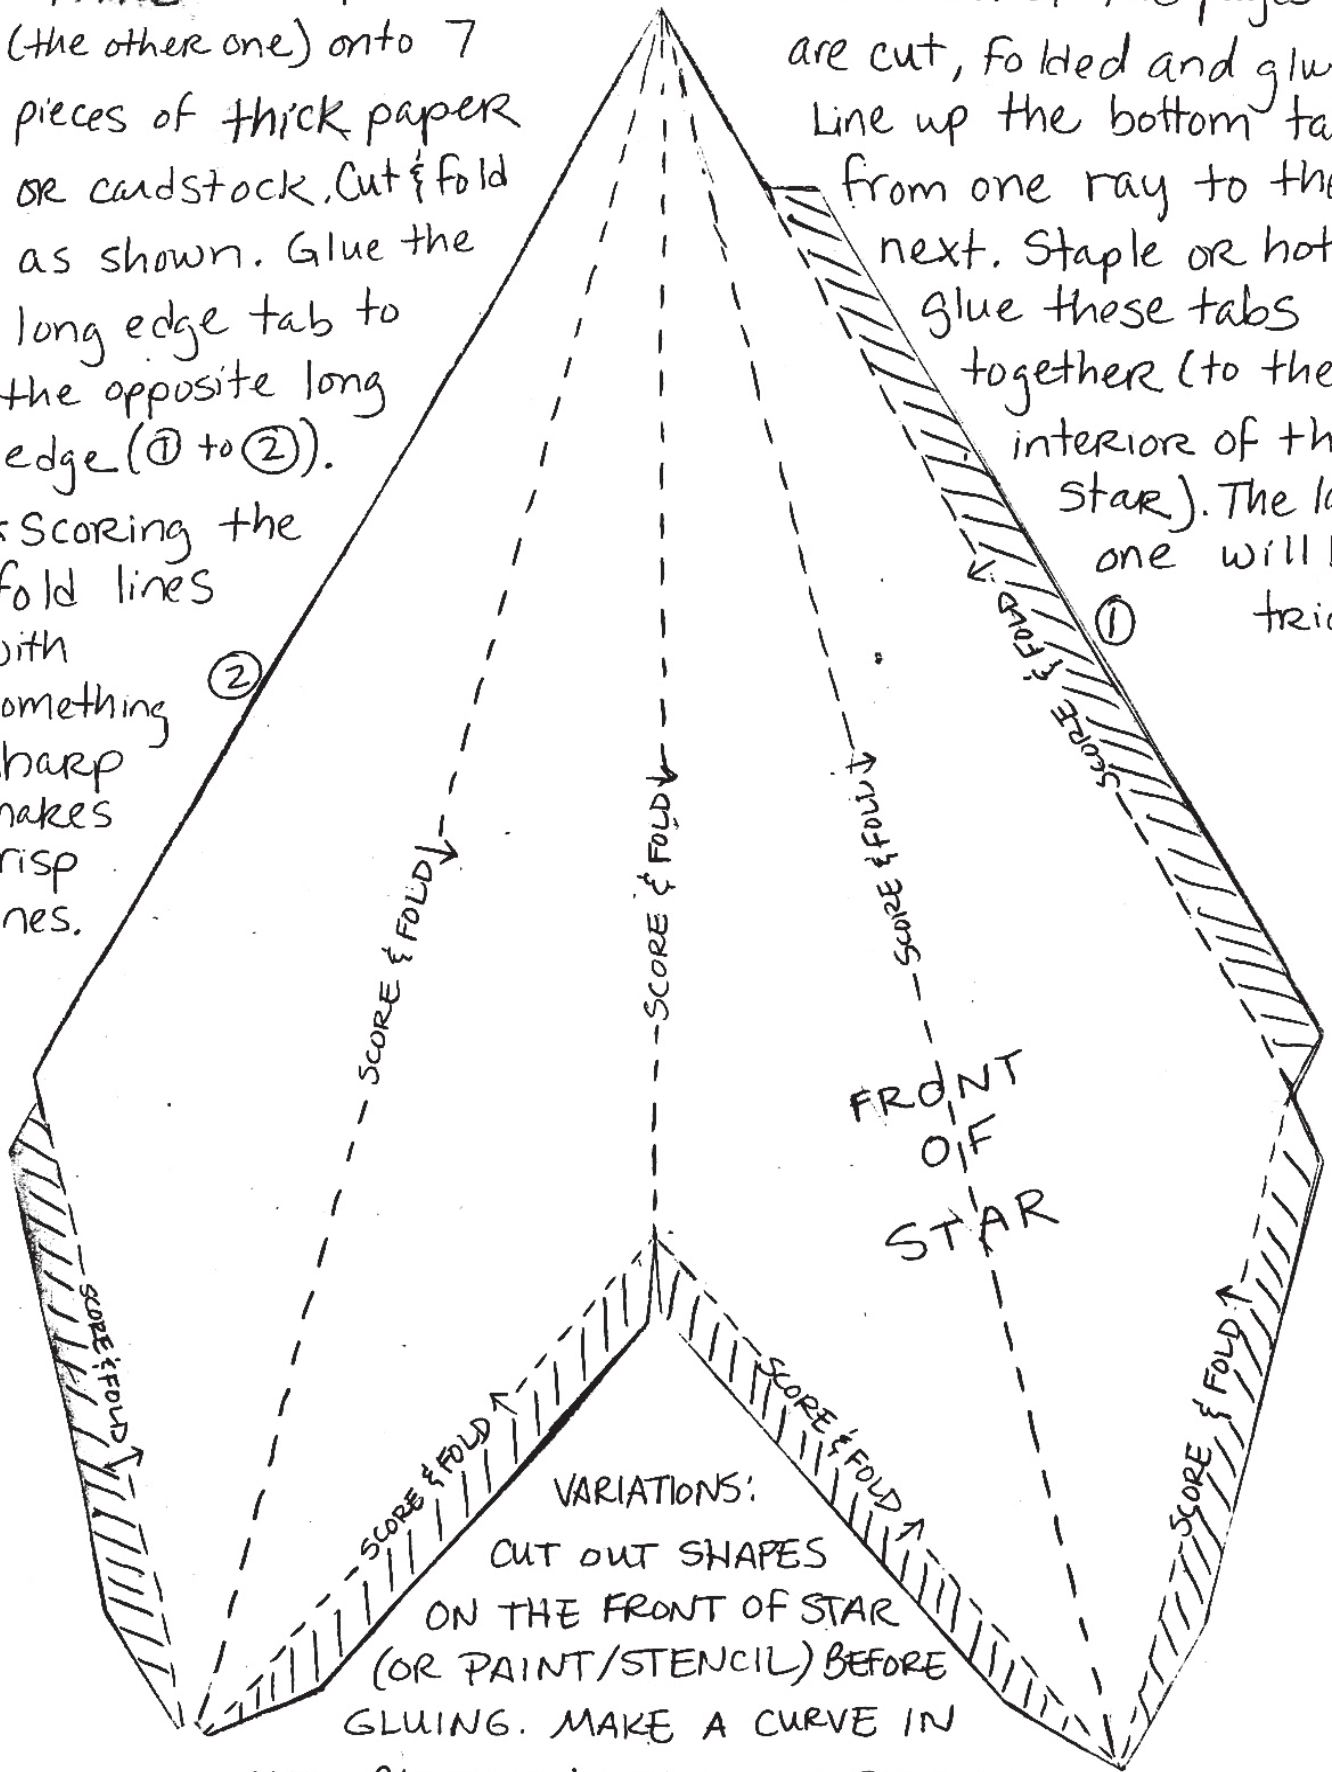 (the other one) onto 7
pieces of thick paper
or cardstock. Cut & fold
as shown. Glue the
long edge tab to
the opposite long
edge (① to ②).
Scoring the
fold lines
with
something
sharp
makes
crisp
lines.
are cut, folded and glu
Line up the bottom ta
from one ray to the
next. Staple or hot
glue these tabs
together (to the
interior of th
star). The la
one will b
tric
②
①
SCORE & FOLD
SCORE & FOLD
SCORE & FOLD
SCORE & FOLD
FRONT
OF
STAR
SCORE & FOLD
SCORE & FOLD
SCORE & FOLD
SCORE & FOLD
VARIATIONS:
CUT OUT SHAPES
ON THE FRONT OF STAR
(OR PAINT/STENCIL) BEFORE
GLUING. MAKE A CURVE IN